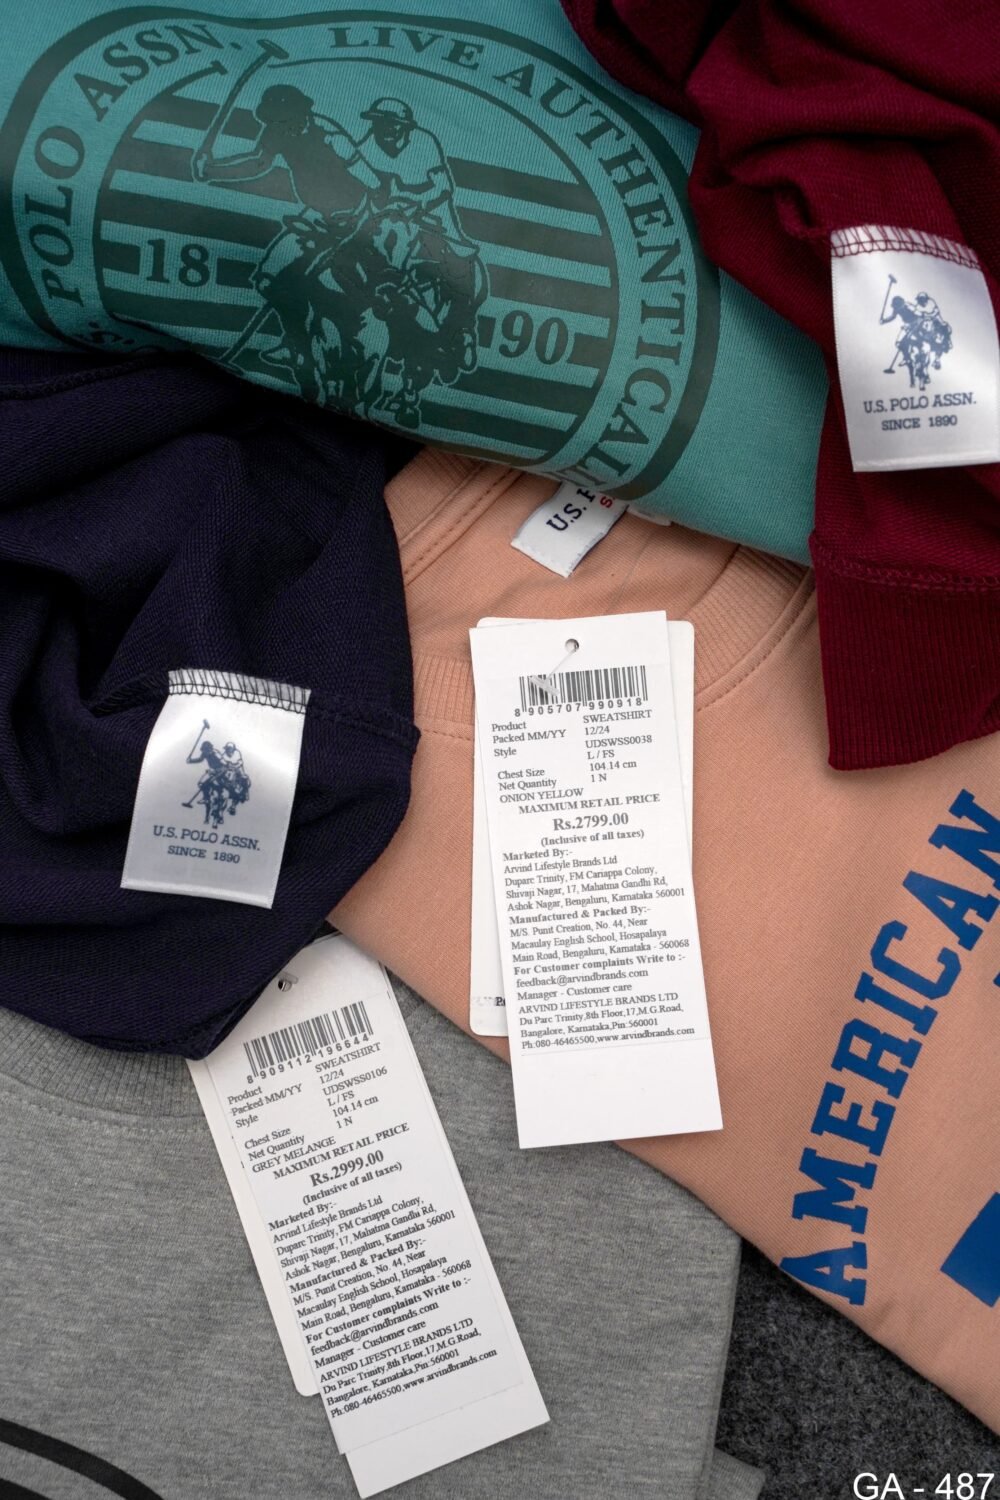 POLO ASSN.
LIVE AUTHENTICALLY
18 90
U.S. POLO ASSN.
SINCE 1890
U.S.
U.S. POLO ASSN.
SINCE 1890
8 905707 990918
Product SWEATSHIRT
Packed MM/YY 12/24
Style UDSWSS0038
L / FS
Chest Size 104.14 cm
Net Quantity 1 N
ONION YELLOW
MAXIMUM RETAIL PRICE
Rs.2799.00
(Inclusive of all taxes)
Marketed By:-
Arvind Lifestyle Brands Ltd
Duparc Trinity, FM Cariappa Colony,
Shivaji Nagar, 17, Mahatma Gandhi Rd,
Ashok Nagar, Bengaluru, Karnataka 560001
Manufactured & Packed By:-
M/S. Punit Creation, No. 44, Near
Macaulay English School, Hosapalaya
Main Road, Bengaluru, Karnataka - 560068
For Customer complaints Write to :-
feedback@arvindbrands.com
Manager - Customer care
ARVIND LIFESTYLE BRANDS LTD
Du Parc Trinity,8th Floor,17,M.G.Road,
Bangalore, Karnataka,Pin:560001
Ph:080-46465500,www.arvindbrands.com
AMERICAN
8 909112 196644
Product SWEATSHIRT
Packed MM/YY 12/24
Style UDSWSS0106
L / FS
Chest Size 104.14 cm
Net Quantity 1 N
GREY MELANGE
MAXIMUM RETAIL PRICE
Rs.2999.00
(Inclusive of all taxes)
Marketed By:-
Arvind Lifestyle Brands Ltd
Duparc Trinity, FM Cariappa Colony,
Shivaji Nagar, 17, Mahatma Gandhi Rd,
Ashok Nagar, Bengaluru, Karnataka 560001
Manufactured & Packed By:-
M/S. Punit Creation, No. 44, Near
Macaulay English School, Hosapalaya
Main Road, Bengaluru, Karnataka - 560068
For Customer complaints Write to :-
feedback@arvindbrands.com
Manager - Customer care
ARVIND LIFESTYLE BRANDS LTD
Du Parc Trinity,8th Floor,17,M.G.Road,
Bangalore, Karnataka,Pin:560001
Ph:080-46465500,www.arvindbrands.com
GA - 487